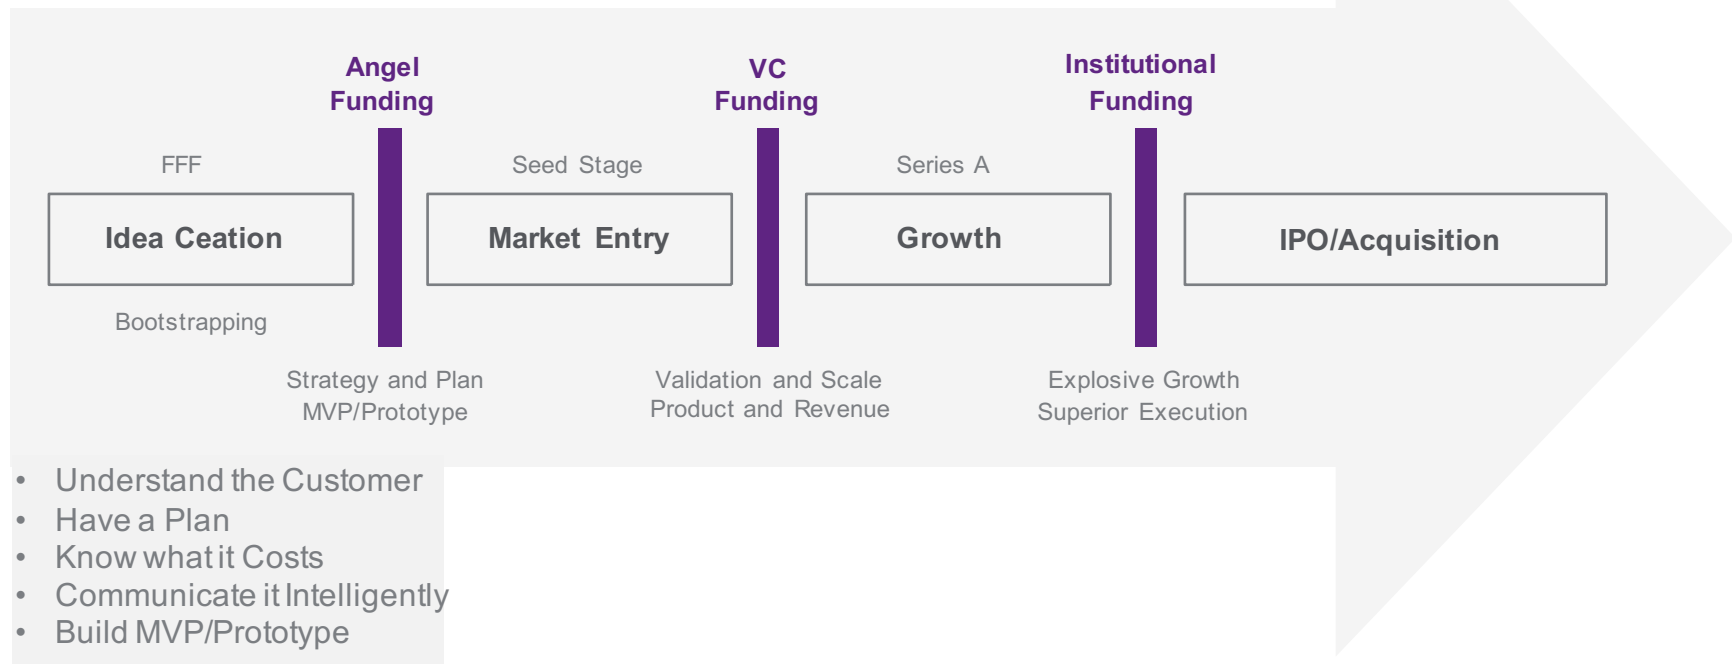 Angel
Funding
VC
Funding
Institutional
Funding
FFF
Seed Stage
Series A
Idea Ceation
Market Entry
Growth
IPO/Acquisition
Bootstrapping
Strategy and Plan
MVP/Prototype
Validation and Scale
Product and Revenue
Explosive Growth
Superior Execution
• Understand the Customer
• Have a Plan
• Know what it Costs
• Communicate it Intelligently
• Build MVP/Prototype